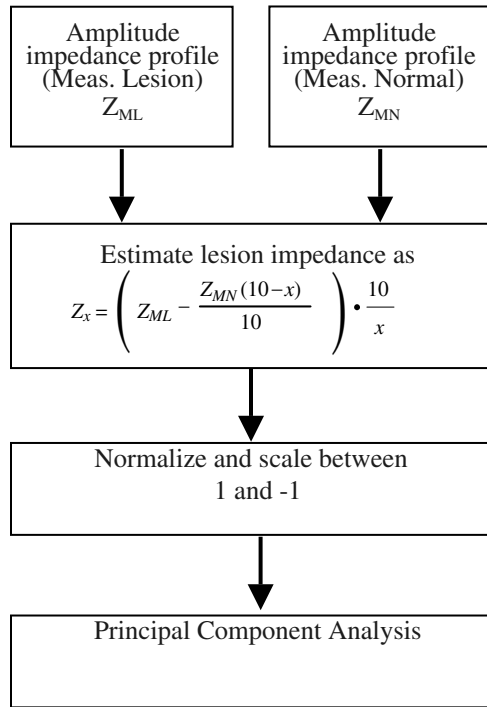 Amplitude
impedance profile
(Meas. Lesion)
Z_ML
Amplitude
impedance profile
(Meas. Normal)
Z_MN
Estimate lesion impedance as
Z_x = ( Z_ML − Z_MN (10−x) / 10 ) • 10 / x
Normalize and scale between
1 and -1
Principal Component Analysis